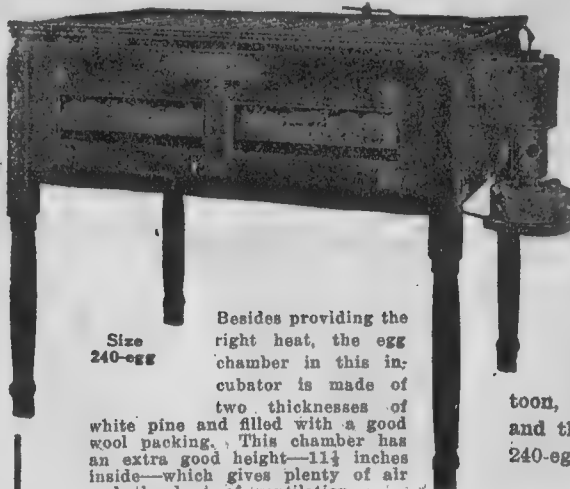 Size
240-egg
Besides providing the
right heat, the egg
chamber in this in-
cubator is made of
two thicknesses of
white pine and filled with a good
wool packing. This chamber has
an extra good height—11½ inches
inside—which gives plenty of air
toon,
and th
240-eg